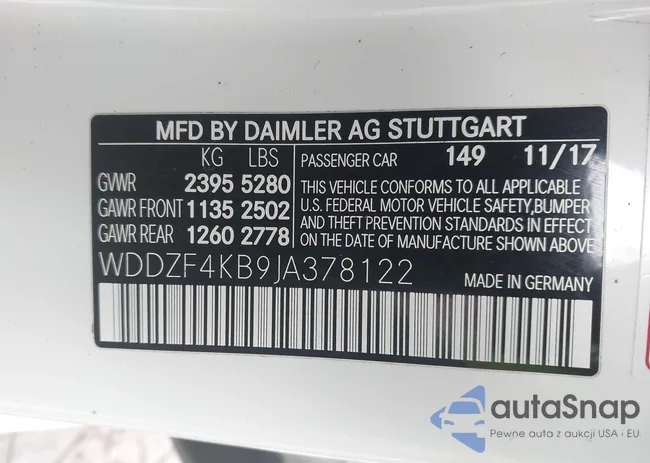 MFD BY DAIMLER AG STUTTGART
KG LBS PASSENGER CAR 149 11/17
GVWR 2395 5280 THIS VEHICLE CONFORMS TO ALL APPLICABLE
GAWR FRONT 1135 2502 U.S. FEDERAL MOTOR VEHICLE SAFETY,BUMPER
GAWR REAR 1260 2778 AND THEFT PREVENTION STANDARDS IN EFFECT
ON THE DATE OF MANUFACTURE SHOWN ABOVE
WDDZF4KB9JA378122 MADE IN GERMANY
autoSnap
Pewne auta z aukcji USA i EU